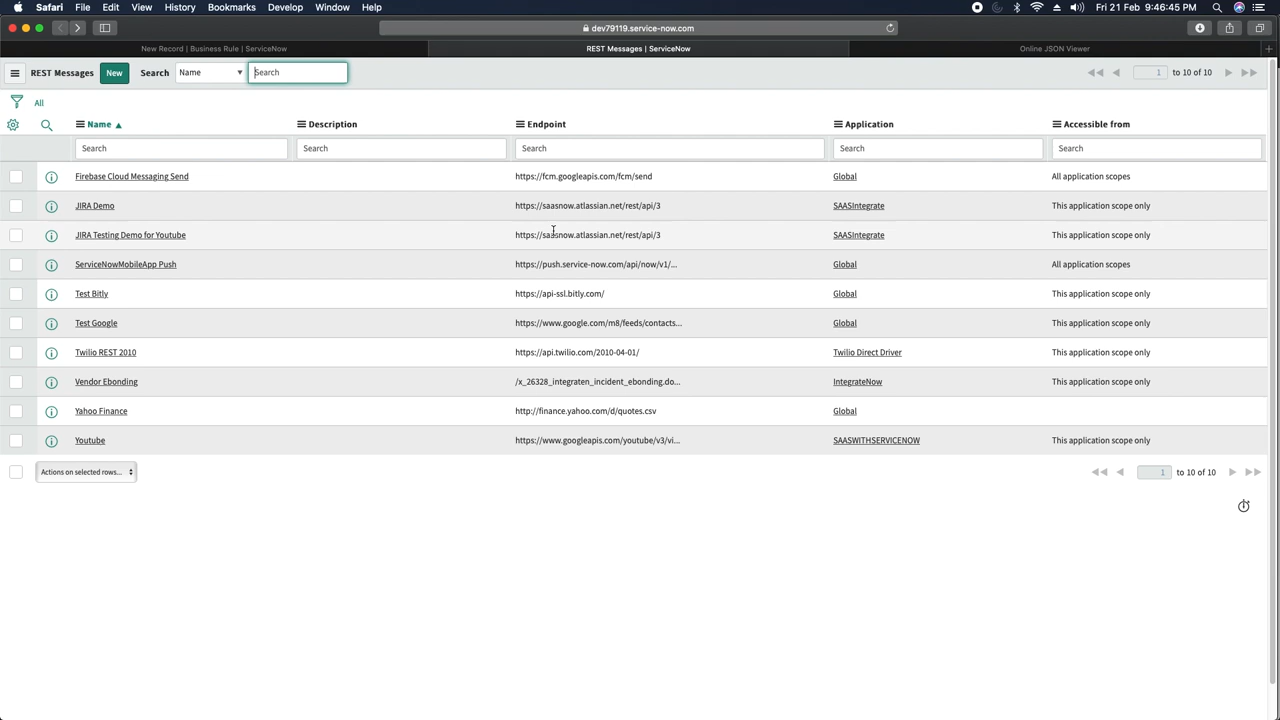 Safari File Edit View History Bookmarks Develop Window Help Fri 21 Feb 9:46:45 PM
dev79119.service-now.com
New Record | Business Rule | ServiceNow REST Messages | ServiceNow Online JSON Viewer
REST Messages New Search Name Search 1 to 10 of 10
All
Name Description Endpoint Application Accessible from
Search Search Search Search Search
Firebase Cloud Messaging Send https://fcm.googleapis.com/fcm/send Global All application scopes
JIRA Demo https://saasnow.atlassian.net/rest/api/3 SAASIntegrate This application scope only
JIRA Testing Demo for Youtube https://saasnow.atlassian.net/rest/api/3 SAASIntegrate This application scope only
ServiceNowMobileApp Push https://push.service-now.com/api/now/v1/... Global All application scopes
Test Bitly https://api-ssl.bitly.com/ Global This application scope only
Test Google https://www.google.com/m8/feeds/contacts... Global This application scope only
Twilio REST 2010 https://api.twilio.com/2010-04-01/ Twilio Direct Driver This application scope only
Vendor Ebonding /x_26328_integraten_incident_ebonding.do... IntegrateNow This application scope only
Yahoo Finance http://finance.yahoo.com/d/quotes.csv Global This application scope only
Youtube https://www.googleapis.com/youtube/v3/vi... SAASWITHSERVICENOW This application scope only
Actions on selected rows... 1 to 10 of 10